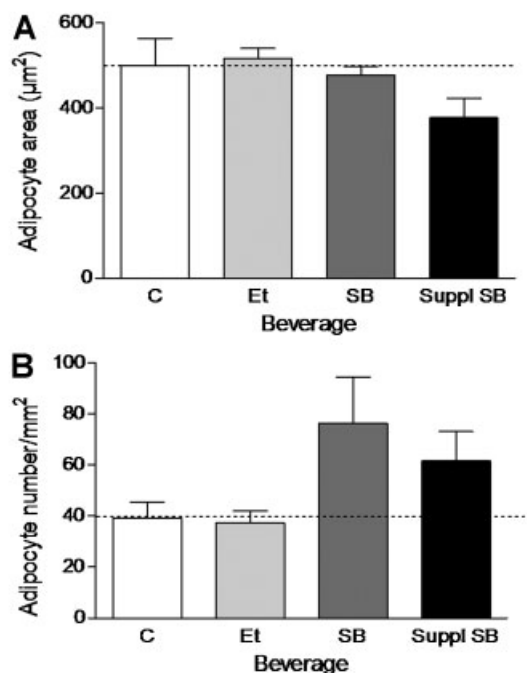 A
Adipocyte area (µm²)
600
400
200
0
C Et SB Suppl SB
Beverage
B
Adipocyte number/mm²
100
80
60
40
20
0
C Et SB Suppl SB
Beverage